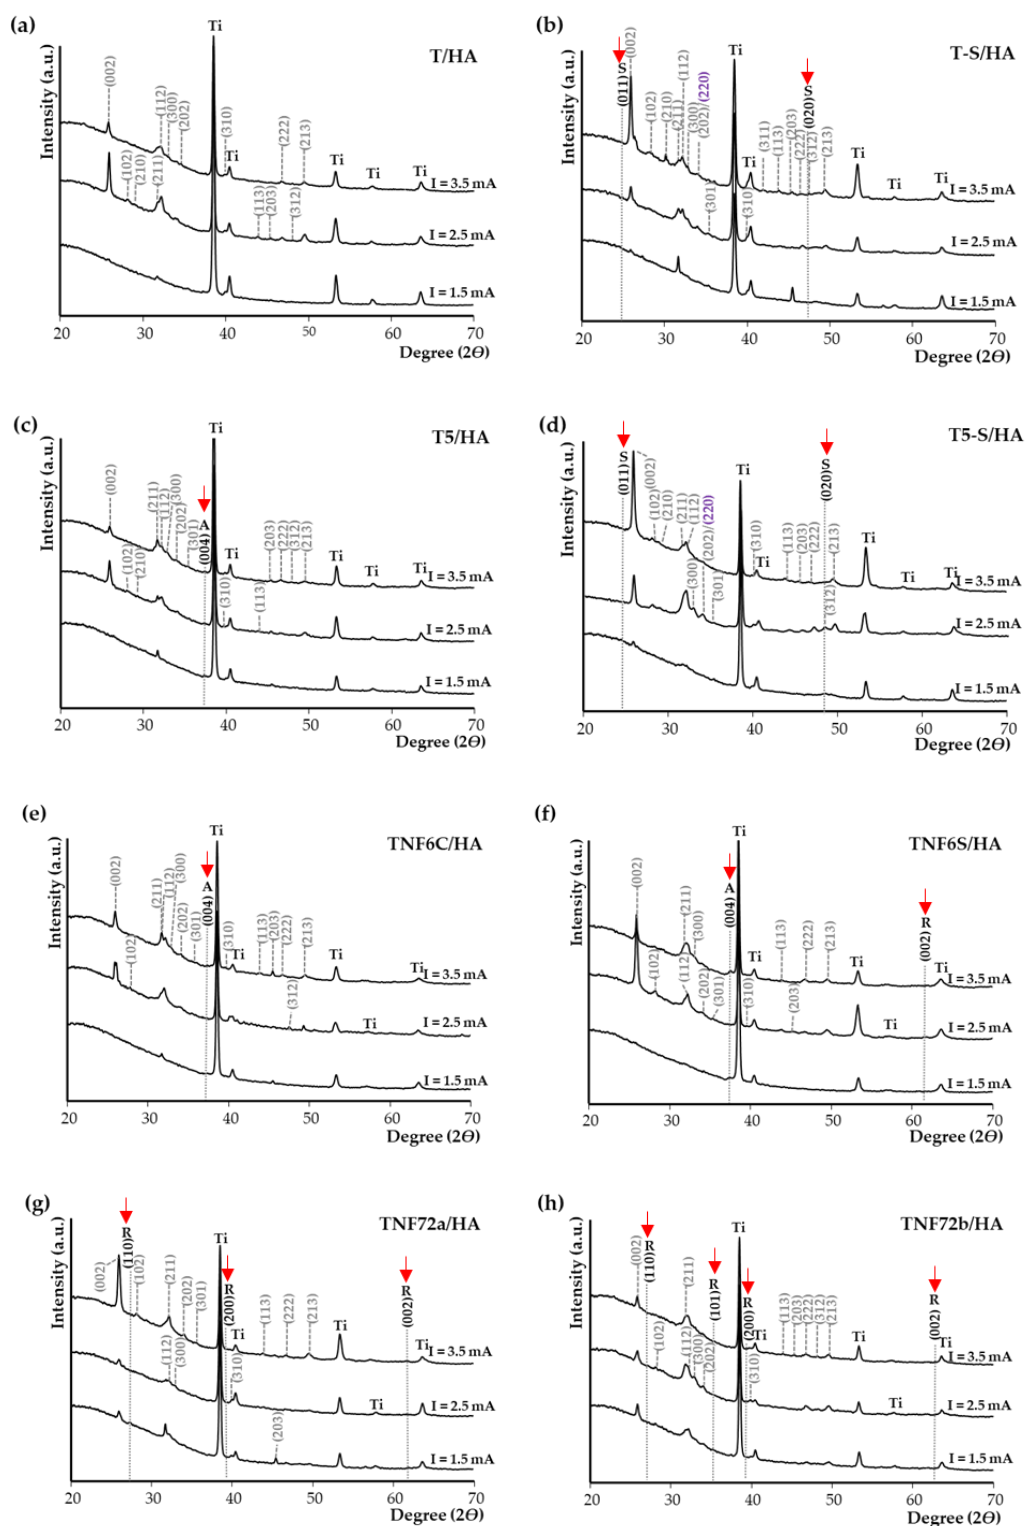 (a)
T/HA
Intensity (a.u.)
Ti
(002)
(112)
(300)
(202)
(310)
(222)
(213)
Ti
Ti
Ti
Ti
I = 3.5 mA
(102)
(210)
(211)
(113)
(203)
(312)
I = 2.5 mA
I = 1.5 mA
20 30 40 50 60 70
Degree (2Θ)
(b)
T-S/HA
Intensity (a.u.)
S
(011)
(002)
(102)
(210)
(211)
(112)
(300)
(202)/(220)
Ti
Ti
(311)
(113)
(203)
(222)
(312)
S
(020)
(213)
Ti
Ti
Ti
I = 3.5 mA
(301)
(310)
I = 2.5 mA
I = 1.5 mA
20 30 40 50 60 70
Degree (2Θ)
(c)
T5/HA
Intensity (a.u.)
Ti
(002)
(211)
(112)
(300)
(202)
(301)
A
(004)
Ti
(203)
(222)
(312)
(213)
Ti
Ti
Ti
I = 3.5 mA
(102)
(210)
(310)
(113)
I = 2.5 mA
I = 1.5 mA
20 30 40 50 60 70
Degree (2Θ)
(d)
T5-S/HA
Intensity (a.u.)
S
(011)
(002)
(102)
(210)
(211)
(112)
(202)/(220)
Ti
(310)
Ti
(113)
(203)
(222)
S
(020)
(213)
Ti
Ti
Ti
I = 3.5 mA
(300)
(301)
(312)
I = 2.5 mA
I = 1.5 mA
20 30 40 50 60 70
Degree (2Θ)
(e)
TNF6C/HA
Intensity (a.u.)
Ti
(002)
(211)
(112)
(300)
(202)
(301)
A
(004)
(310)
Ti
(113)
(203)
(222)
(213)
Ti
Ti
I = 3.5 mA
(102)
(312)
Ti
I = 2.5 mA
I = 1.5 mA
20 30 40 50 60 70
Degree (2Θ)
(f)
TNF6S/HA
Intensity (a.u.)
Ti
(002)
(211)
(300)
A
(004)
Ti
(113)
(222)
(213)
Ti
R
(002)
Ti
I = 3.5 mA
(102)
(112)
(202)
(301)
(310)
(203)
Ti
I = 2.5 mA
I = 1.5 mA
20 30 40 50 60 70
Degree (2Θ)
(g)
TNF72a/HA
Intensity (a.u.)
(002)
R
(110)
(102)
(211)
(202)
(301)
Ti
R
(200)
Ti
(113)
(222)
(213)
Ti
R
(002)
Ti
I = 3.5 mA
(112)
(300)
(310)
Ti
I = 2.5 mA
(203)
I = 1.5 mA
20 30 40 50 60 70
Degree (2Θ)
(h)
TNF72b/HA
Intensity (a.u.)
(002)
R
(110)
(211)
R
(101)
Ti
R
(200)
Ti
(113)
(203)
(222)
(312)
(213)
Ti
R
(002)
Ti
I = 3.5 mA
(102)
(112)
(300)
(202)
(310)
Ti
I = 2.5 mA
I = 1.5 mA
20 30 40 50 60 70
Degree (2Θ)